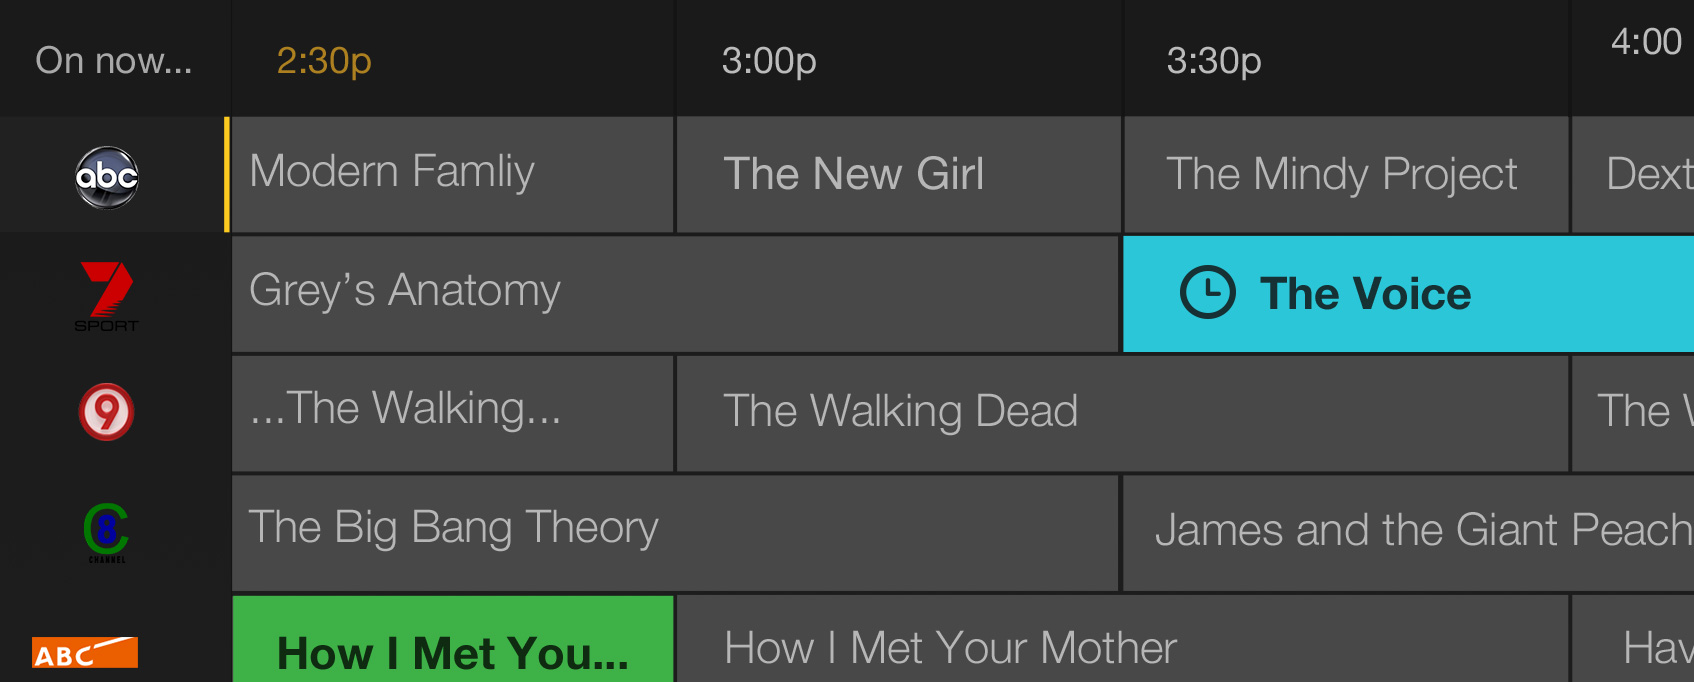 On now... 2:30p 3:00p 3:30p 4:00
abc Modern Famliy The New Girl The Mindy Project Dext
7 SPORT Grey’s Anatomy The Voice
9 ...The Walking... The Walking Dead The
C8 CHANNEL The Big Bang Theory James and the Giant Peach
ABC How I Met You... How I Met Your Mother Hav